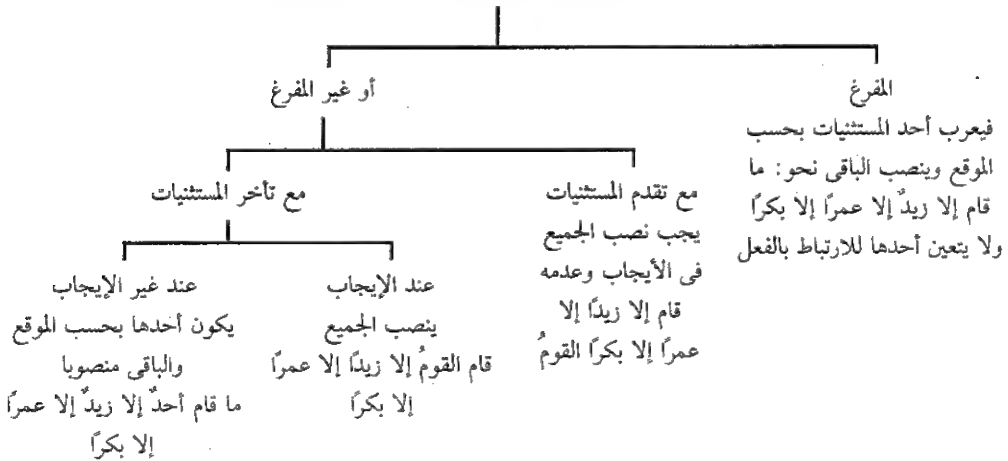 المفرغ
فيعرب أحد المستثنيات بحسب
الموقع وينصب الباقى نحو: ما
قام إلا زيدٌ إلا عمرًا إلا بكرًا
ولا يتعين أحدها للارتباط بالفعل
أو غير المفرغ
مع تقدم المستثنيات
يجب نصب الجميع
فى الأيجاب وعدمه
قام إلا زيدًا إلا
عمرًا إلا بكرًا القومُ
مع تأخر المستثنيات
عند الإيجاب
ينصب الجميع
قام القومُ إلا زيدًا إلا عمرًا
إلا بكرًا
عند غير الإيجاب
يكون أحدها بحسب الموقع
والباقى منصوبا
ما قام أحدٌ إلا زيدٌ إلا عمرًا
إلا بكرًا